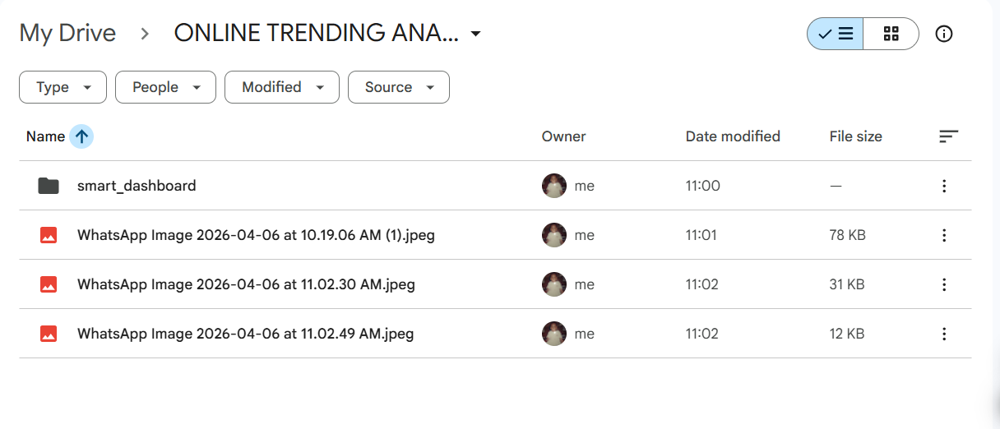 My Drive > ONLINE TRENDING ANA...
Type People Modified Source
Name Owner Date modified File size
smart_dashboard me 11:00 —
WhatsApp Image 2026-04-06 at 10.19.06 AM (1).jpeg me 11:01 78 KB
WhatsApp Image 2026-04-06 at 11.02.30 AM.jpeg me 11:02 31 KB
WhatsApp Image 2026-04-06 at 11.02.49 AM.jpeg me 11:02 12 KB